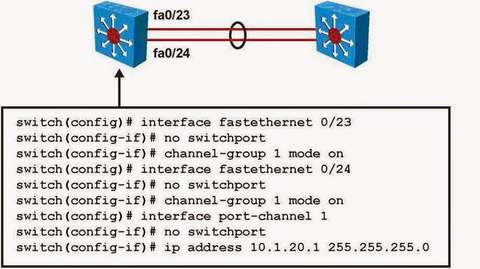 fa0/23
fa0/24
switch(config)# interface fastethernet 0/23
switch(config-if)# no switchport
switch(config-if)# channel-group 1 mode on
switch(config-if)# interface fastethernet 0/24
switch(config-if)# no switchport
switch(config-if)# channel-group 1 mode on
switch(config-if)# interface port-channel 1
switch(config-if)# no switchport
switch(config-if)# ip address 10.1.20.1 255.255.255.0